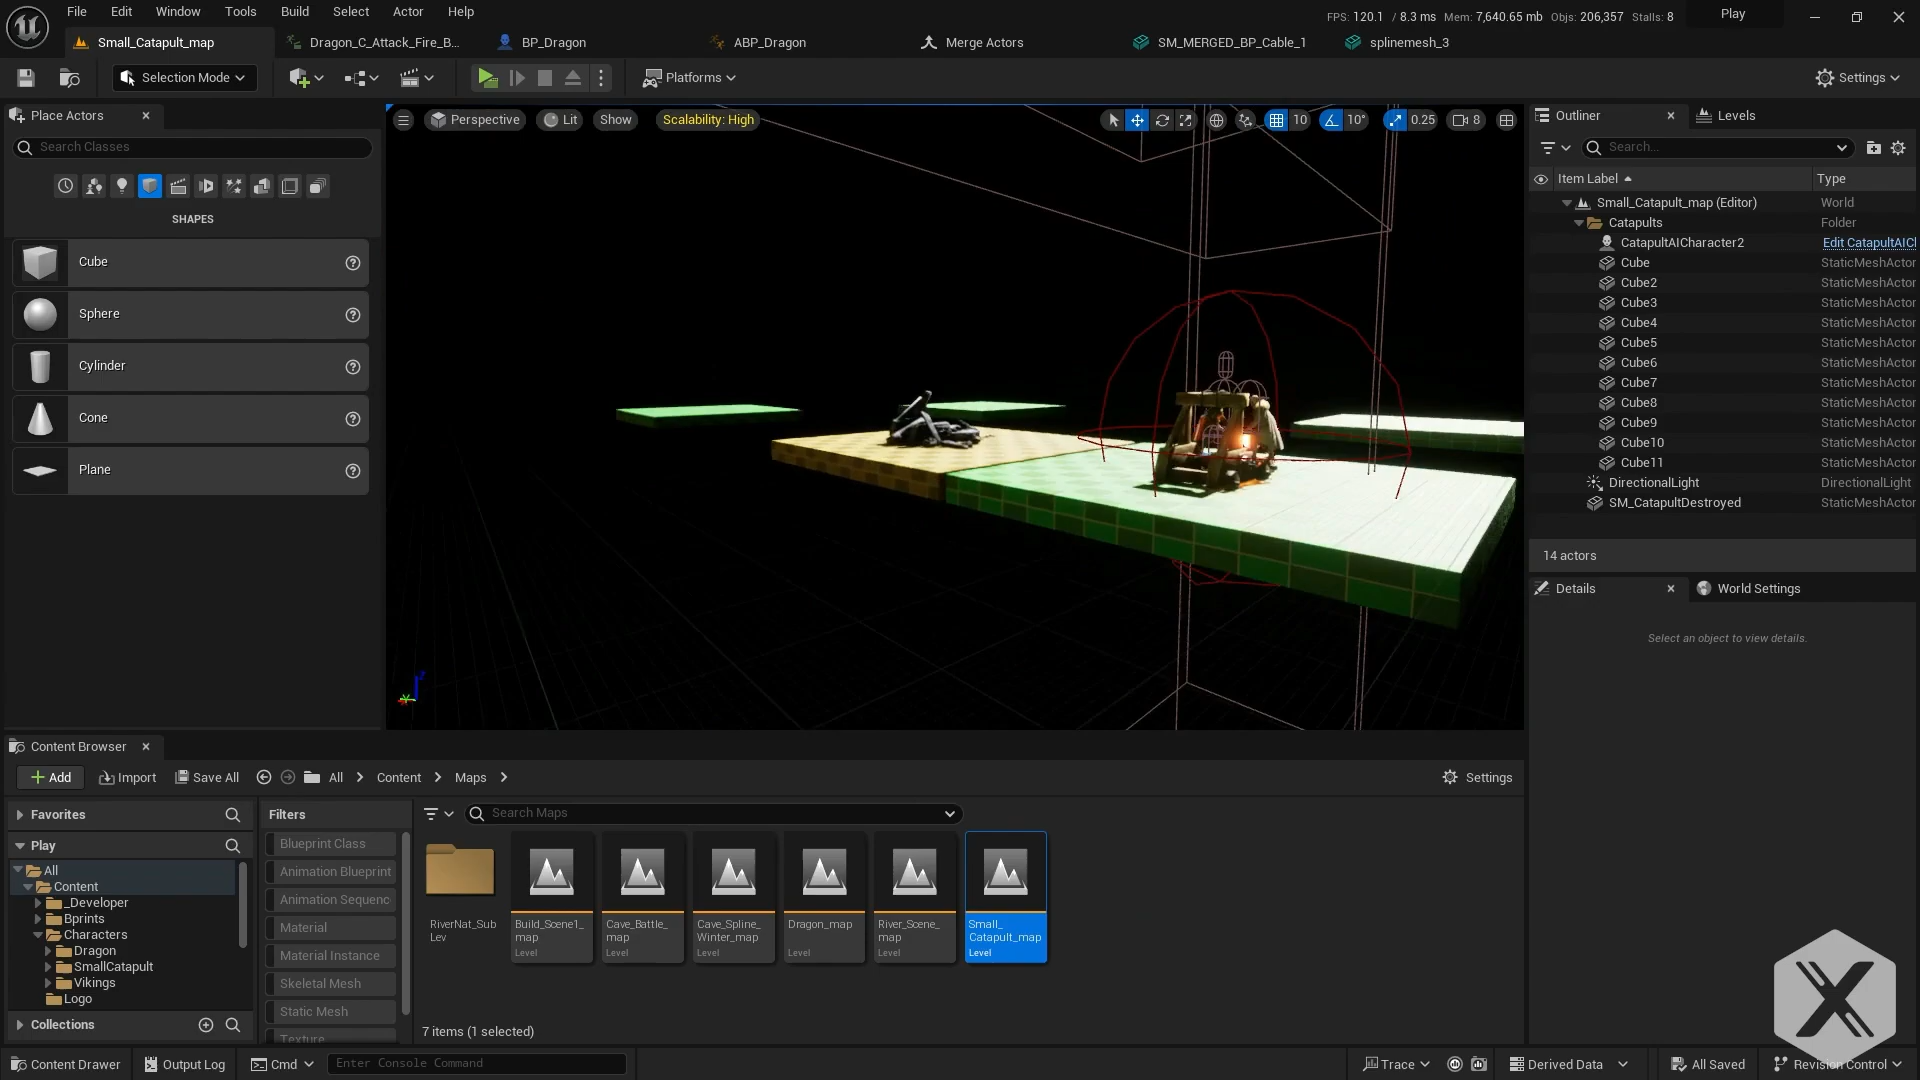 File Edit Window Tools Build Select Actor Help
FPS: 120.1 / 8.3 ms Mem: 7,640.65 mb Objs: 206,357 Stalls: 8
Play
Small_Catapult_map
Dragon_C_Attack_Fire_B...
BP_Dragon
ABP_Dragon
Merge Actors
SM_MERGED_BP_Cable_1
splinemesh_3
Selection Mode
Platforms
Settings
Place Actors
Search Classes
SHAPES
Cube
Sphere
Cylinder
Cone
Plane
Perspective
Lit
Show
Scalability: High
10
10°
0.25
8
Outliner
Levels
Search...
Item Label Type
Small_Catapult_map (Editor) World
Catapults Folder
CatapultAICharacter2 Edit CatapultAICl
Cube StaticMeshActor
Cube2 StaticMeshActor
Cube3 StaticMeshActor
Cube4 StaticMeshActor
Cube5 StaticMeshActor
Cube6 StaticMeshActor
Cube7 StaticMeshActor
Cube8 StaticMeshActor
Cube9 StaticMeshActor
Cube10 StaticMeshActor
Cube11 StaticMeshActor
DirectionalLight DirectionalLight
SM_CatapultDestroyed StaticMeshActor
14 actors
Details
World Settings
Select an object to view details.
Content Browser
Add Import Save All All Content Maps
Settings
Favorites
Play
All
Content
_Developer
Bprints
Characters
Dragon
SmallCatapult
Vikings
Logo
Collections
Filters
Blueprint Class
Animation Blueprint
Animation Sequenc
Material
Material Instance
Skeletal Mesh
Static Mesh
Texture
Search Maps
RiverNat_Sub
Lev
Build_Scene1_
map
Level
Cave_Battle_
map
Level
Cave_Spline_
Winter_map
Level
Dragon_map
Level
River_Scene_
map
Level
Small_
Catapult_map
Level
7 items (1 selected)
Content Drawer
Output Log
Cmd
Enter Console Command
Trace
Derived Data
All Saved
Revision Control